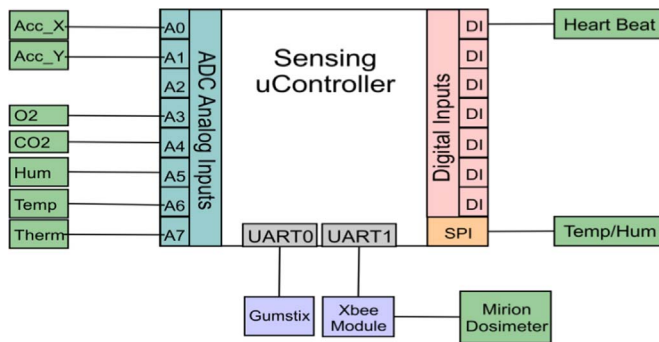 Acc_X
Acc_Y
O2
CO2
Hum
Temp
Therm
A0
A1
A2
A3
A4
A5
A6
A7
ADC Analog Inputs
Sensing
uController
UART0
UART1
Digital Inputs
DI
DI
DI
DI
DI
DI
DI
SPI
Heart Beat
Temp/Hum
Gumstix
Xbee
Module
Mirion
Dosimeter